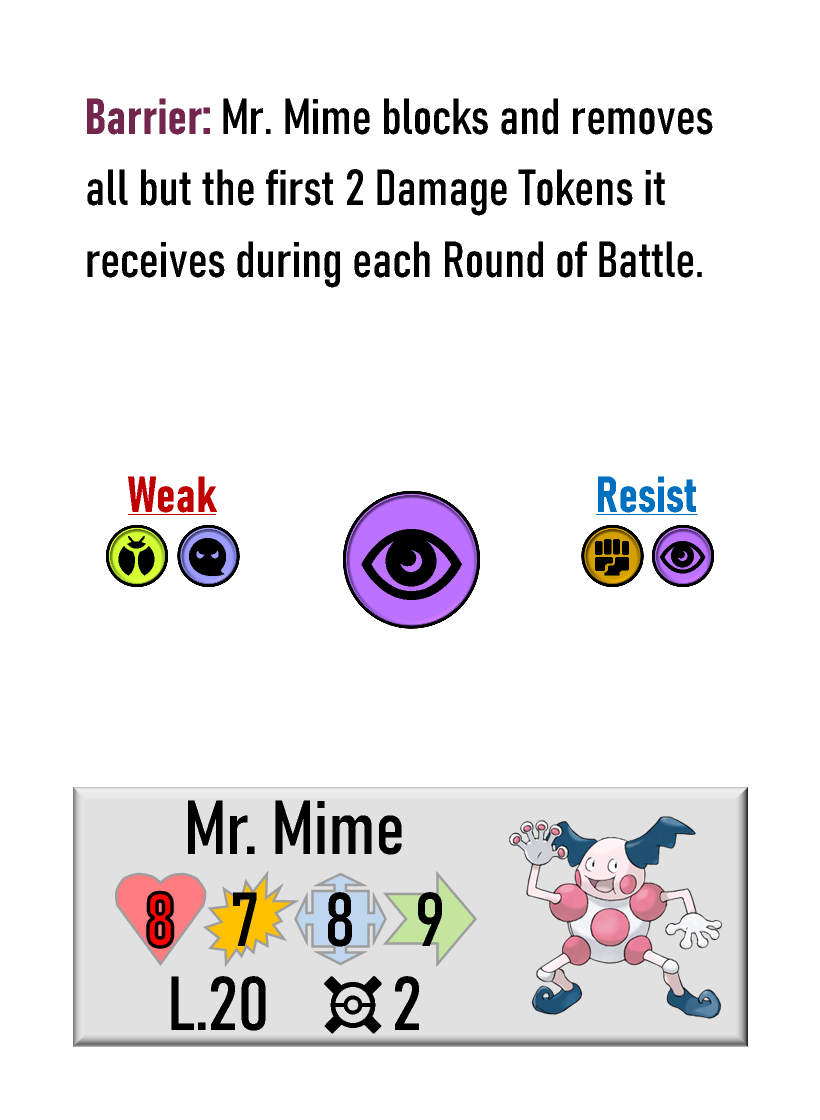 Barrier: Mr. Mime blocks and removes
all but the first 2 Damage Tokens it
receives during each Round of Battle.
Weak
Resist
Mr. Mime
8 7 8 9
L.20 2